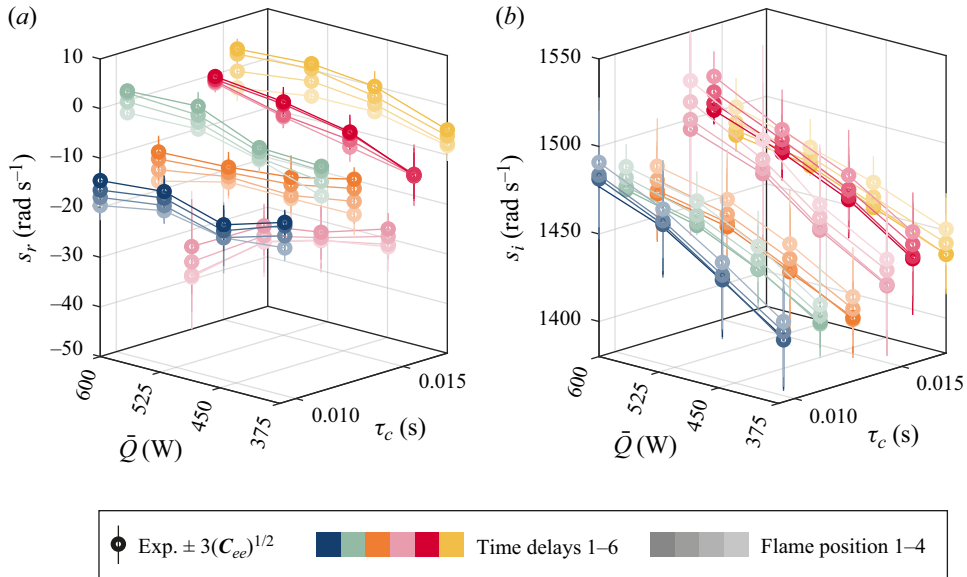 (a)
(b)
10
0
–10
–20
–30
–40
–50
s_r (rad s⁻¹)
600
525
450
375
Q̄ (W)
0.010
0.015
τ_c (s)
1550
1500
1450
1400
s_i (rad s⁻¹)
600
525
450
375
Q̄ (W)
0.010
0.015
τ_c (s)
Exp. ± 3(C_ee)^1/2
Time delays 1–6
Flame position 1–4